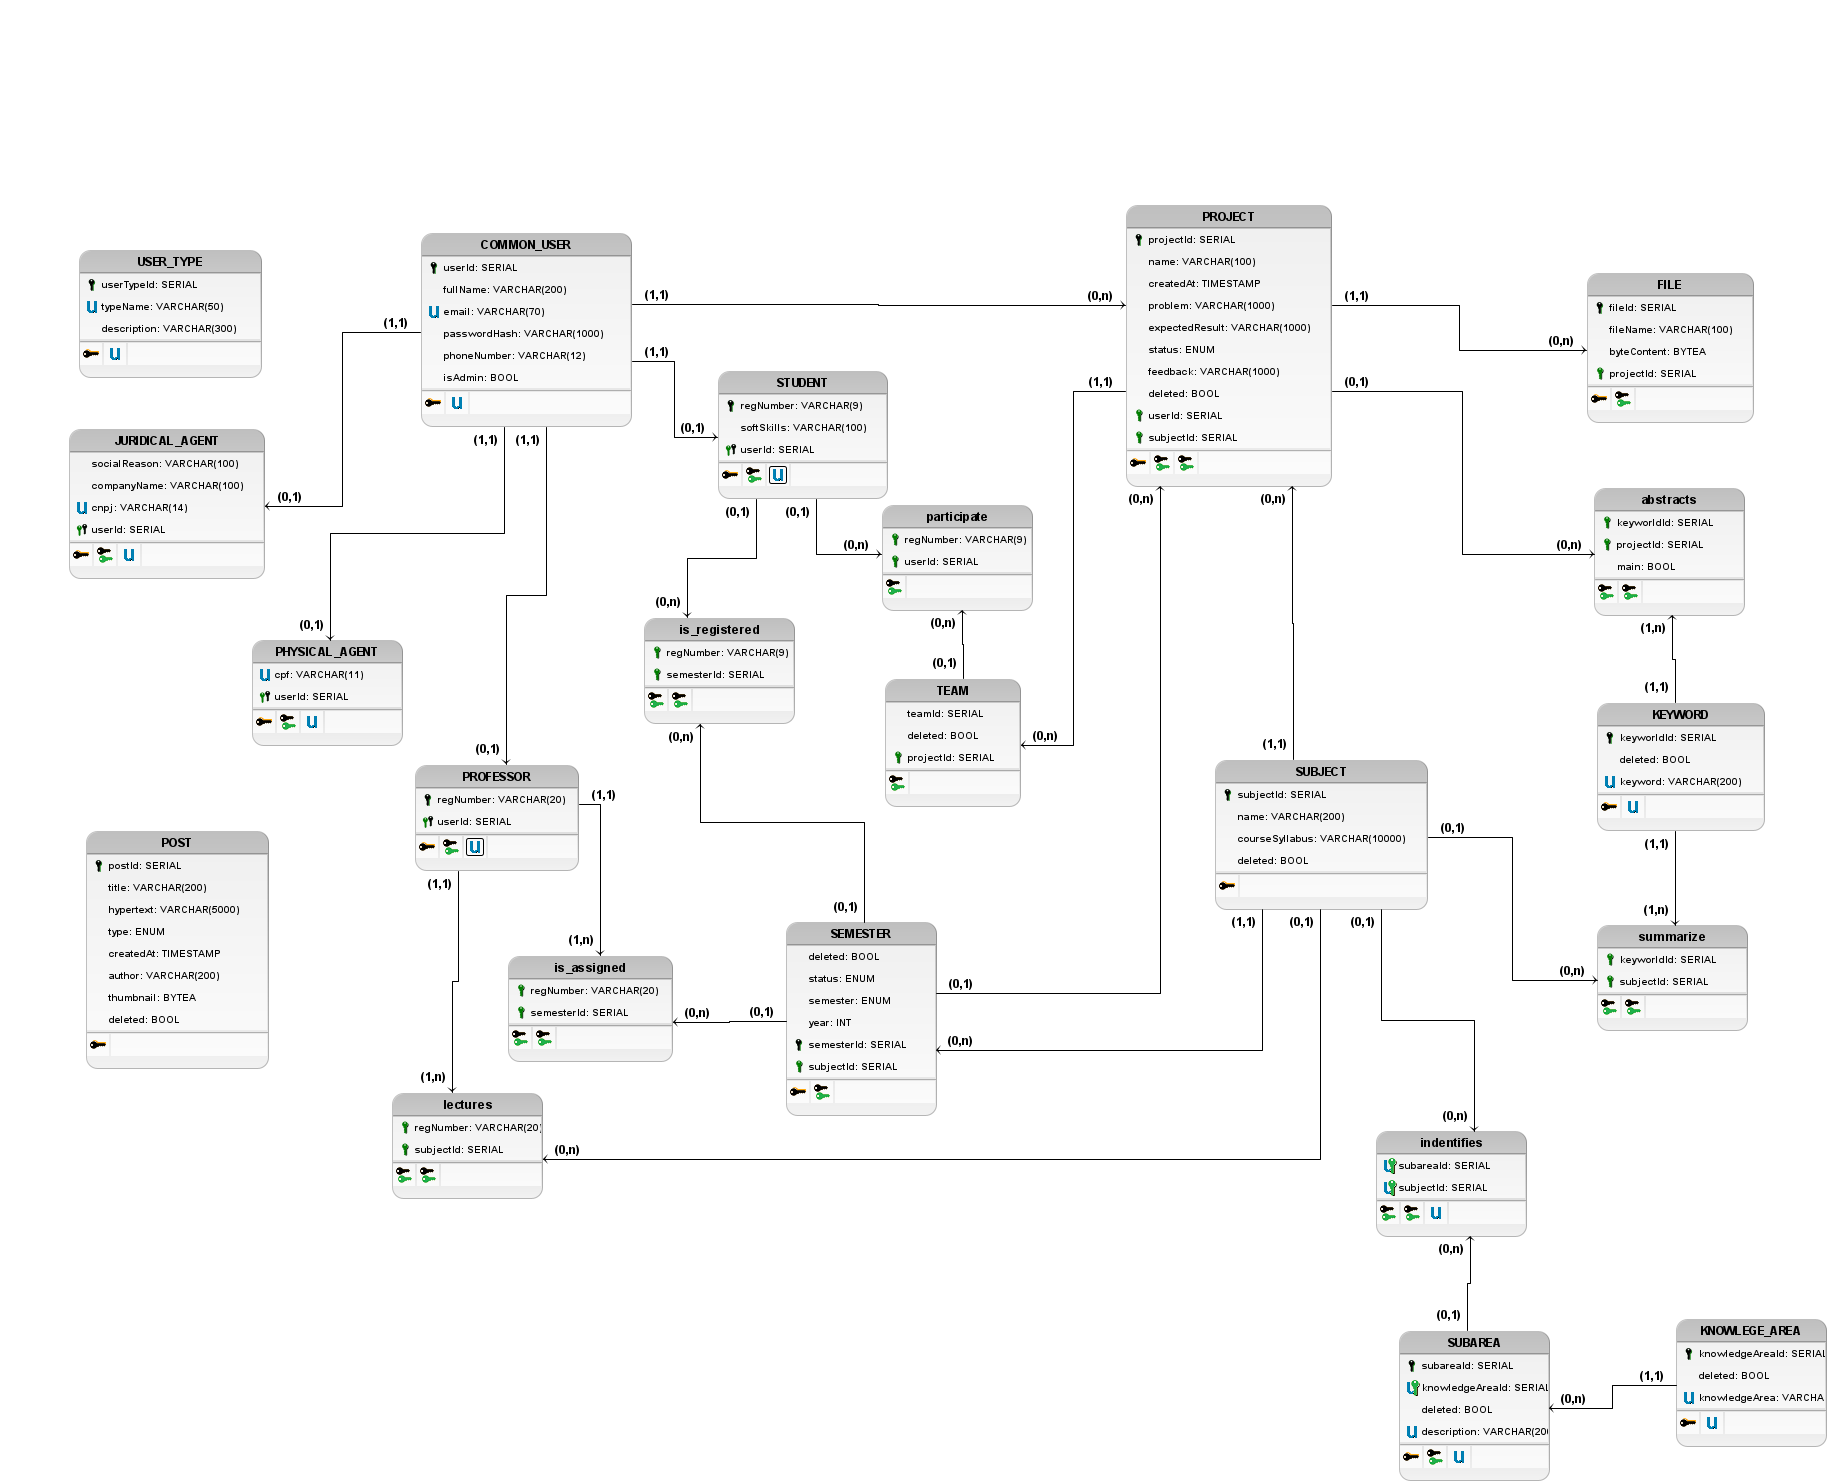 USER_TYPE
userTypeId: SERIAL
typeName: VARCHAR(50)
description: VARCHAR(300)
COMMON_USER
userId: SERIAL
fullName: VARCHAR(200)
email: VARCHAR(70)
passwordHash: VARCHAR(1000)
phoneNumber: VARCHAR(12)
isAdmin: BOOL
PROJECT
projectId: SERIAL
name: VARCHAR(100)
createdAt: TIMESTAMP
problem: VARCHAR(1000)
expectedResult: VARCHAR(1000)
status: ENUM
feedback: VARCHAR(1000)
deleted: BOOL
userId: SERIAL
subjectId: SERIAL
FILE
fileId: SERIAL
fileName: VARCHAR(100)
byteContent: BYTEA
projectId: SERIAL
(1,1)
(0,n)
(1,1)
(0,n)
(1,1)
(1,1)
(0,n)
(1,1)
(0,1)
STUDENT
regNumber: VARCHAR(9)
softSkills: VARCHAR(100)
userId: SERIAL
(0,1)
JURIDICAL_AGENT
socialReason: VARCHAR(100)
companyName: VARCHAR(100)
cnpj: VARCHAR(14)
userId: SERIAL
(0,1)
(1,1)
(1,1)
(0,1)
(0,1)
(0,n)
(0,n)
abstracts
keyworldId: SERIAL
projectId: SERIAL
main: BOOL
(0,n)
participate
regNumber: VARCHAR(9)
userId: SERIAL
(0,n)
(0,n)
(0,1)
(0,n)
(1,n)
is_registered
regNumber: VARCHAR(9)
semesterId: SERIAL
PHYSICAL_AGENT
cpf: VARCHAR(11)
userId: SERIAL
(0,1)
TEAM
teamId: SERIAL
deleted: BOOL
projectId: SERIAL
(1,1)
KEYWORD
keyworldId: SERIAL
deleted: BOOL
keyword: VARCHAR(200)
(0,1)
(0,n)
(0,n)
(1,1)
PROFESSOR
regNumber: VARCHAR(20)
userId: SERIAL
(1,1)
SUBJECT
subjectId: SERIAL
name: VARCHAR(200)
courseSyllabus: VARCHAR(10000)
deleted: BOOL
(0,1)
(1,1)
POST
postId: SERIAL
title: VARCHAR(200)
hypertext: VARCHAR(5000)
type: ENUM
createdAt: TIMESTAMP
author: VARCHAR(200)
thumbnail: BYTEA
deleted: BOOL
(1,1)
(0,1)
(1,1)
(0,1)
(0,1)
(1,n)
SEMESTER
deleted: BOOL
status: ENUM
semester: ENUM
year: INT
semesterId: SERIAL
subjectId: SERIAL
summarize
keyworldId: SERIAL
subjectId: SERIAL
(1,n)
is_assigned
regNumber: VARCHAR(20)
semesterId: SERIAL
(0,n)
(0,1)
(0,1)
(0,n)
(0,n)
(1,n)
lectures
regNumber: VARCHAR(20)
subjectId: SERIAL
(0,n)
(0,n)
indentifies
subareaId: SERIAL
subjectId: SERIAL
(0,n)
(0,1)
SUBAREA
subareaId: SERIAL
knowledgeAreaId: SERIAL
deleted: BOOL
description: VARCHAR(20
(0,n)
(1,1)
KNOWLEGE_AREA
knowledgeAreaId: SERIAL
deleted: BOOL
knowledgeArea: VARCHA